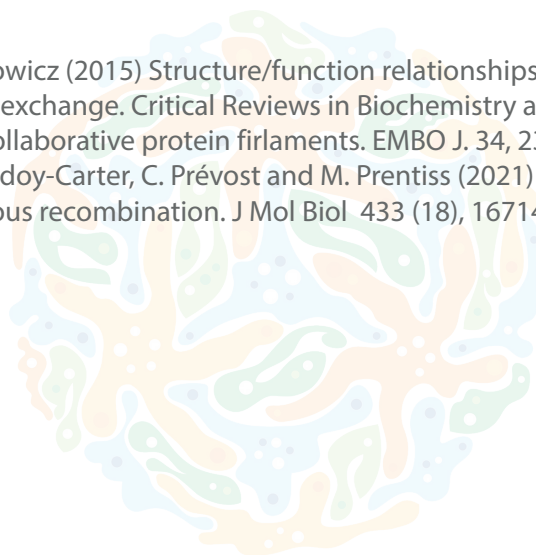 owicz (2015) Structure/function relationships
exchange. Critical Reviews in Biochemistry a
ollaborative protein firlaments. EMBO J. 34, 23
doy-Carter, C. Prévost and M. Prentiss (2021)
ous recombination. J Mol Biol 433 (18), 16714